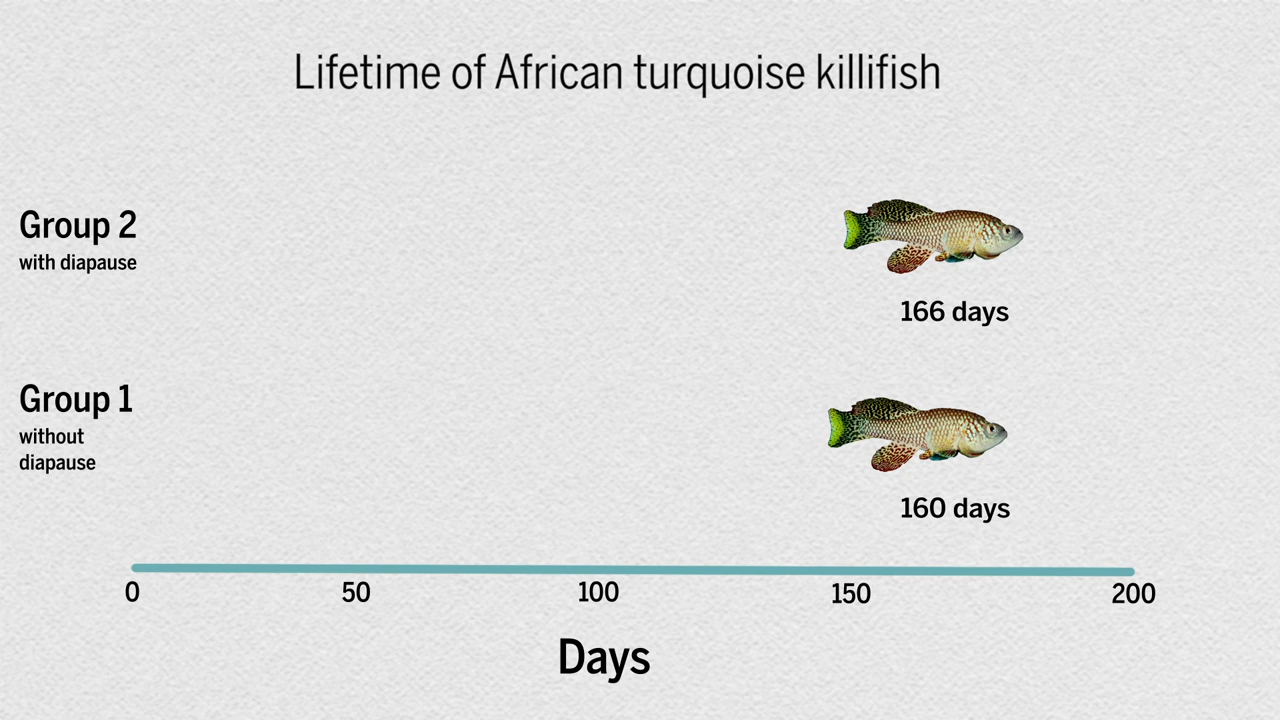 Lifetime of African turquoise killifish
Group 2
with diapause
166 days
Group 1
without
diapause
160 days
0 50 100 150 200
Days